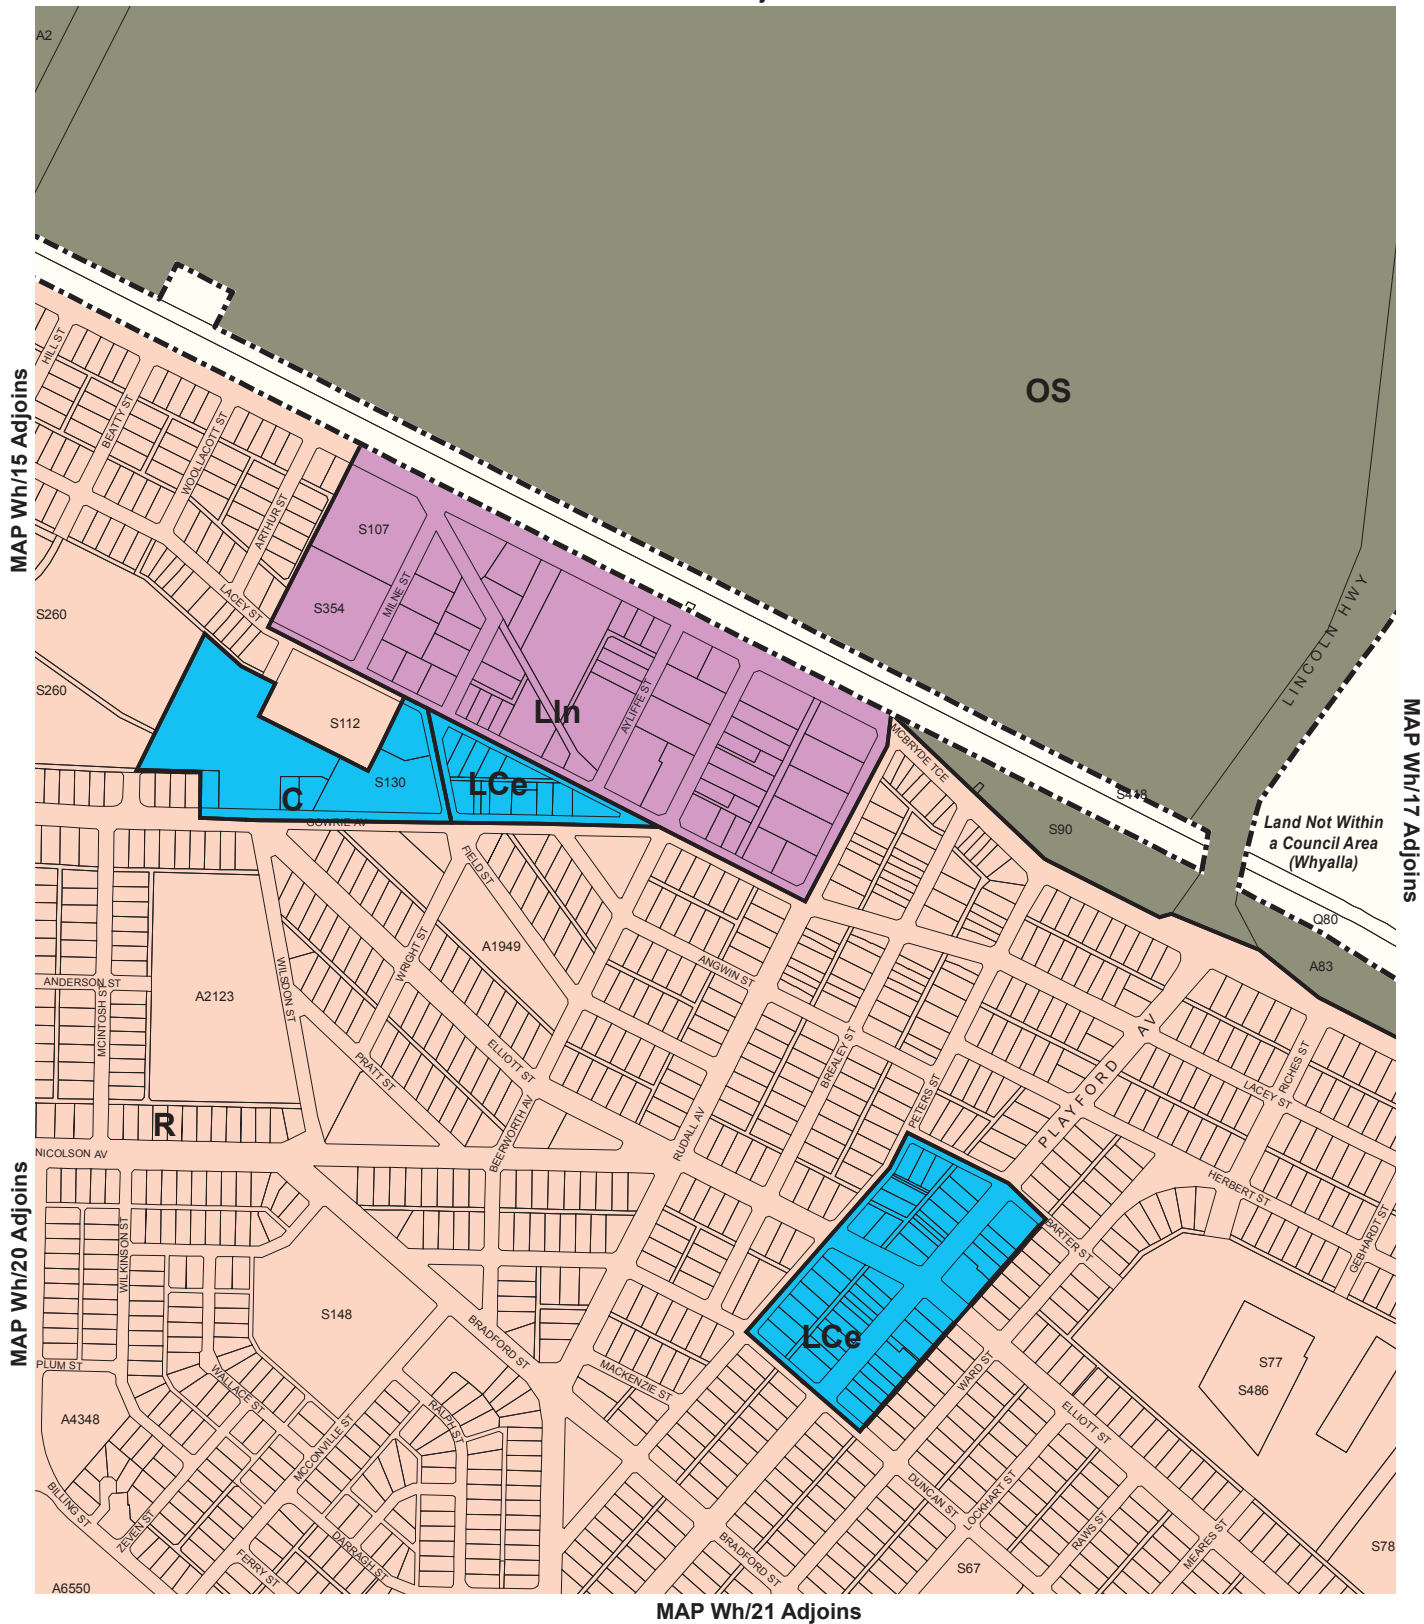 A2
OS
MAP Wh/15 Adjoins
HILL ST
BEATTY ST
WOOLLACOTT ST
ARTHUR ST
LACEY ST
S107
S354
MILNE ST
S260
S260
S112
S130
C
LCe
LIn
AYLIFFE ST
GOWRIE AV
MCBRYDE TCE
LINCOLN HWY
S418
S90
Land Not Within
a Council Area
(Whyalla)
MAP Wh/17 Adjoins
Q80
A83
FIELD ST
WRIGHT ST
A1949
ANGWIN ST
ANDERSON ST
MCINTOSH ST
A2123
WILSDON ST
PRATT ST
ELLIOTT ST
BEERWORTH AV
RUDALL AV
BREALEY ST
PETERS ST
PLAYFORD AV
LACEY ST
RICHES ST
HERBERT ST
GEBHARDT ST
BARTER ST
R
NICOLSON AV
MAP Wh/20 Adjoins
WILKINSON ST
S148
BRADFORD ST
MACKENZIE ST
LCe
WARD ST
ELLIOTT ST
S77
S486
PLUM ST
A4348
WALLACE ST
MCCONVILLE ST
RALPH ST
BILLING ST
ZEVEN ST
FERRY ST
DARRAGH ST
DUNCAN ST
LOCKHART ST
RAWS ST
MEARES ST
BRADFORD ST
S67
S78
A6550
MAP Wh/21 Adjoins